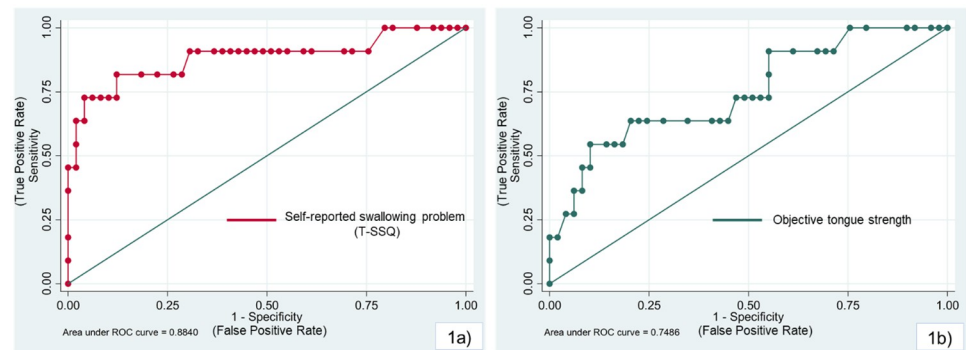 (True Positive Rate)
Sensitivity
1.00
0.75
0.50
0.25
0.00
Self-reported swallowing problem
(T-SSQ)
0.00 0.25 0.50 0.75 1.00
1 - Specificity
(False Positive Rate)
Area under ROC curve = 0.8840
1a)
(True Positive Rate)
Sensitivity
1.00
0.75
0.50
0.25
0.00
Objective tongue strength
0.00 0.25 0.50 0.75 1.00
1 - Specificity
(False Positive Rate)
Area under ROC curve = 0.7486
1b)